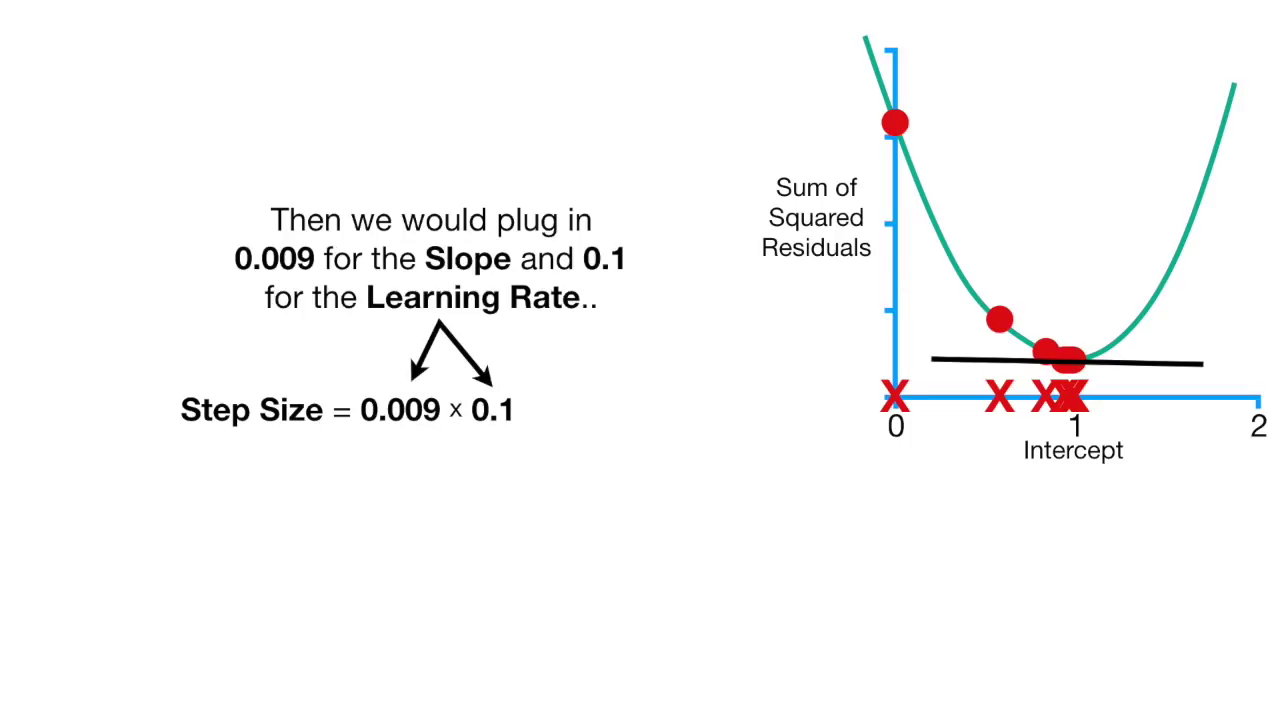 Then we would plug in
0.009 for the Slope and 0.1
for the Learning Rate..
Step Size = 0.009 x 0.1
Sum of
Squared
Residuals
X X X X X X
0 1 2
Intercept